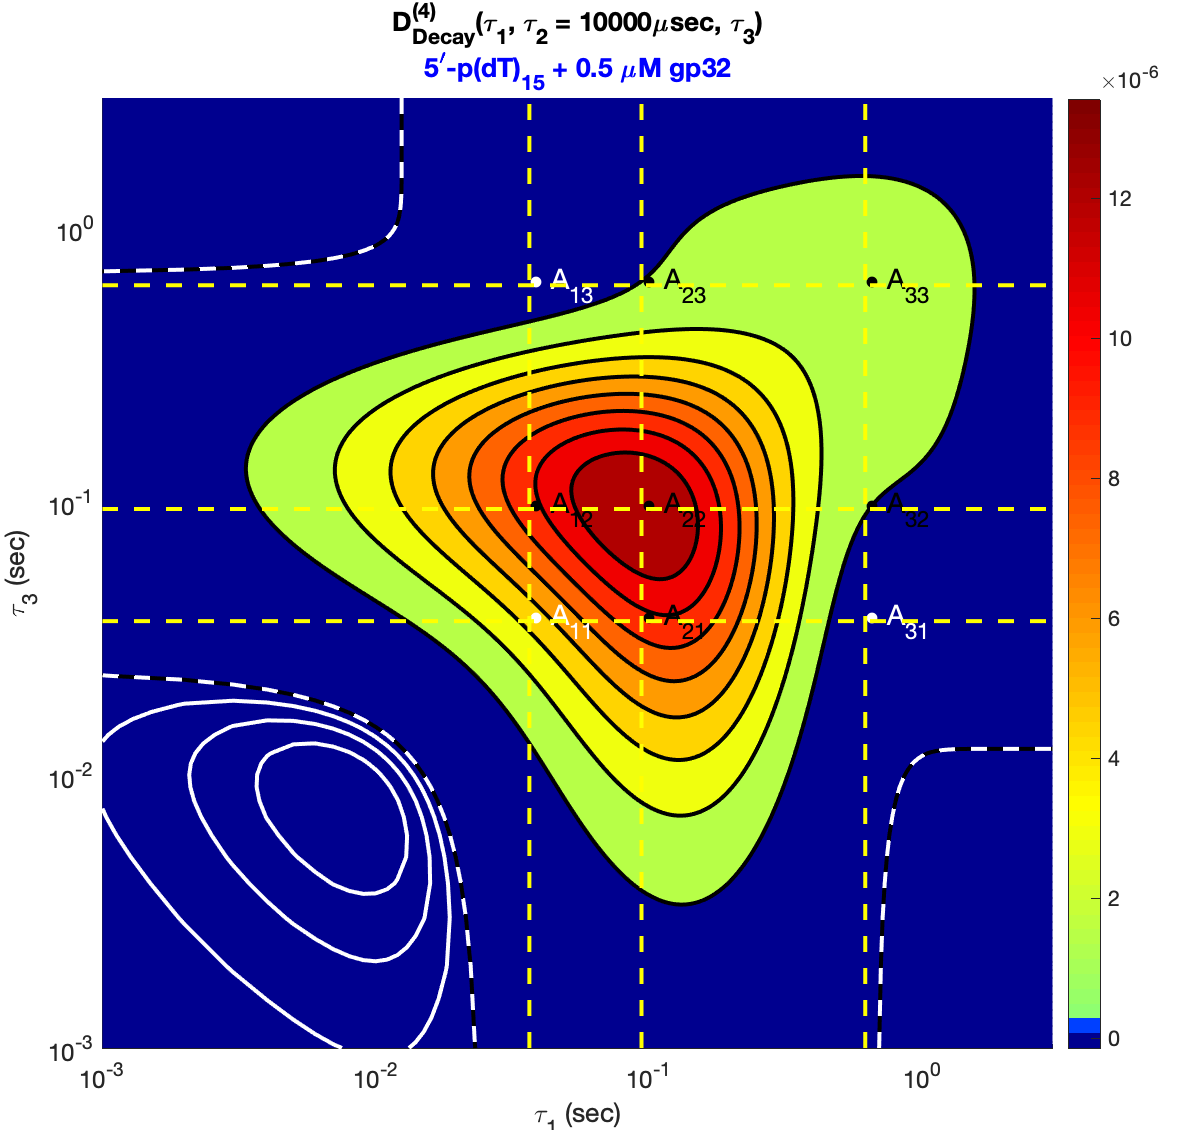 D(4)Decay(τ1, τ2 = 10000μsec, τ3)
5′-p(dT)15 + 0.5 μM gp32
×10-6
12
10
8
6
4
2
0
100
10-1
10-2
10-3
τ3 (sec)
A13
A23
A33
A12
A22
A32
A11
A21
A31
10-3
10-2
10-1
100
τ1 (sec)